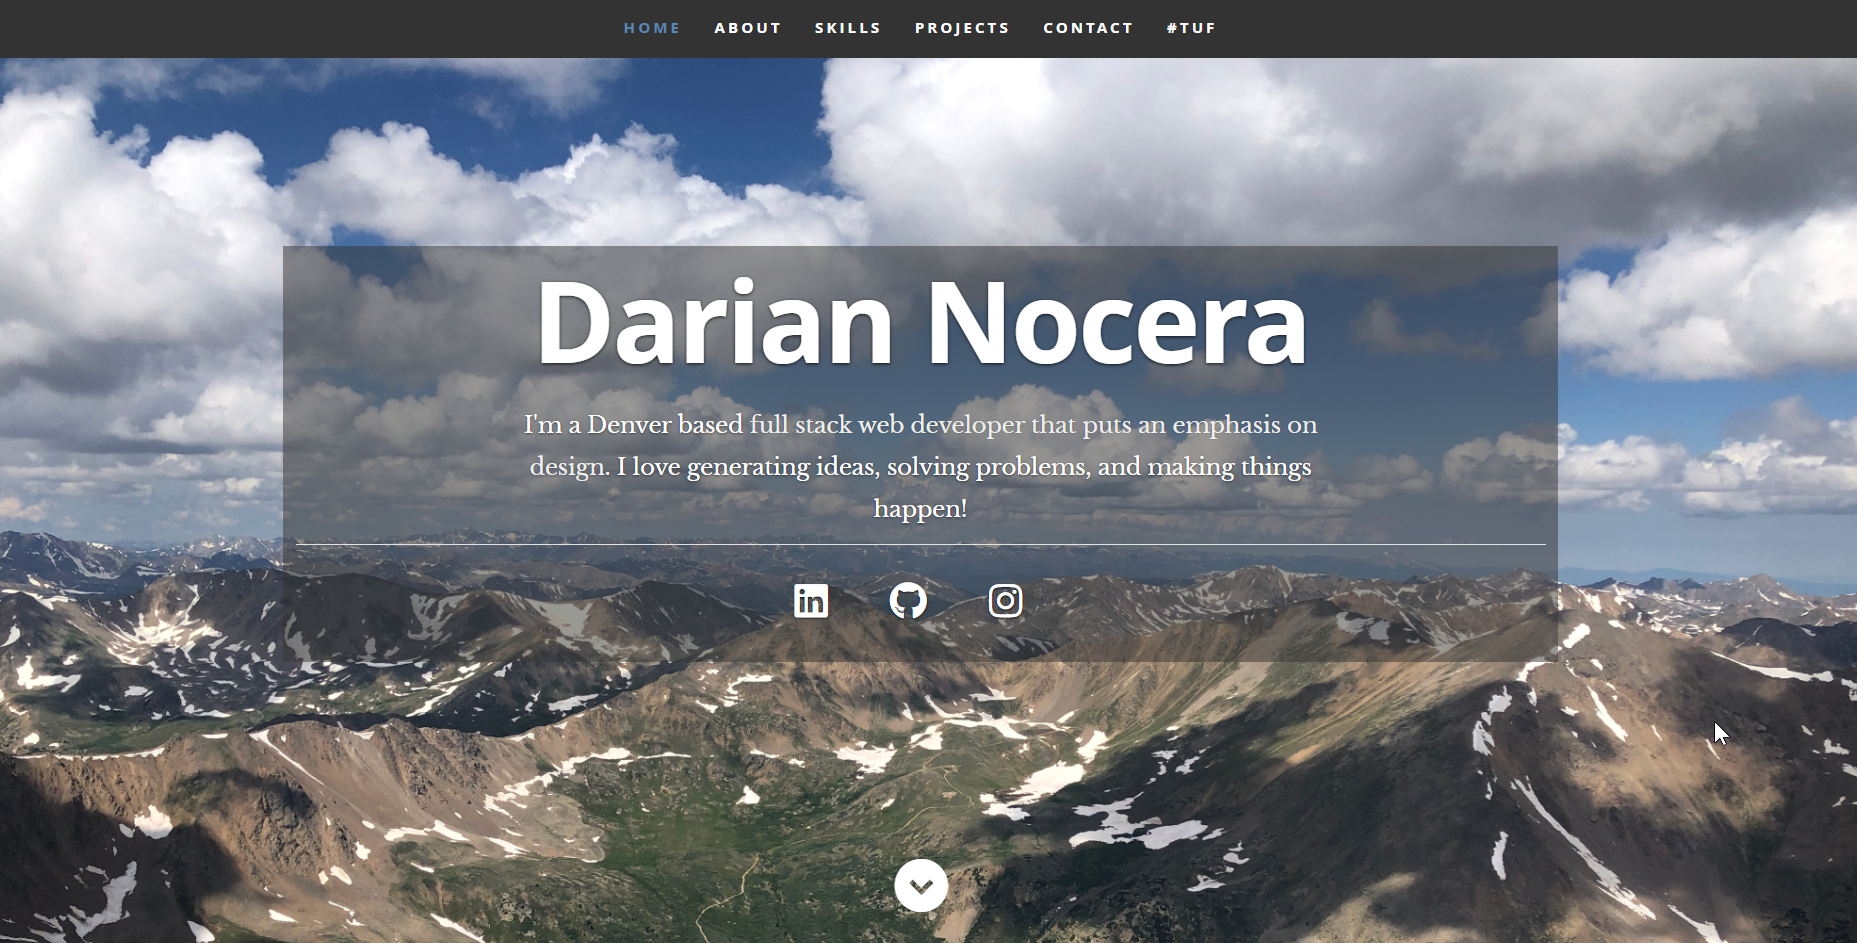 HOME ABOUT SKILLS PROJECTS CONTACT #TUF
Darian Nocera
I'm a Denver based full stack web developer that puts an emphasis on
design. I love generating ideas, solving problems, and making things
happen!
in